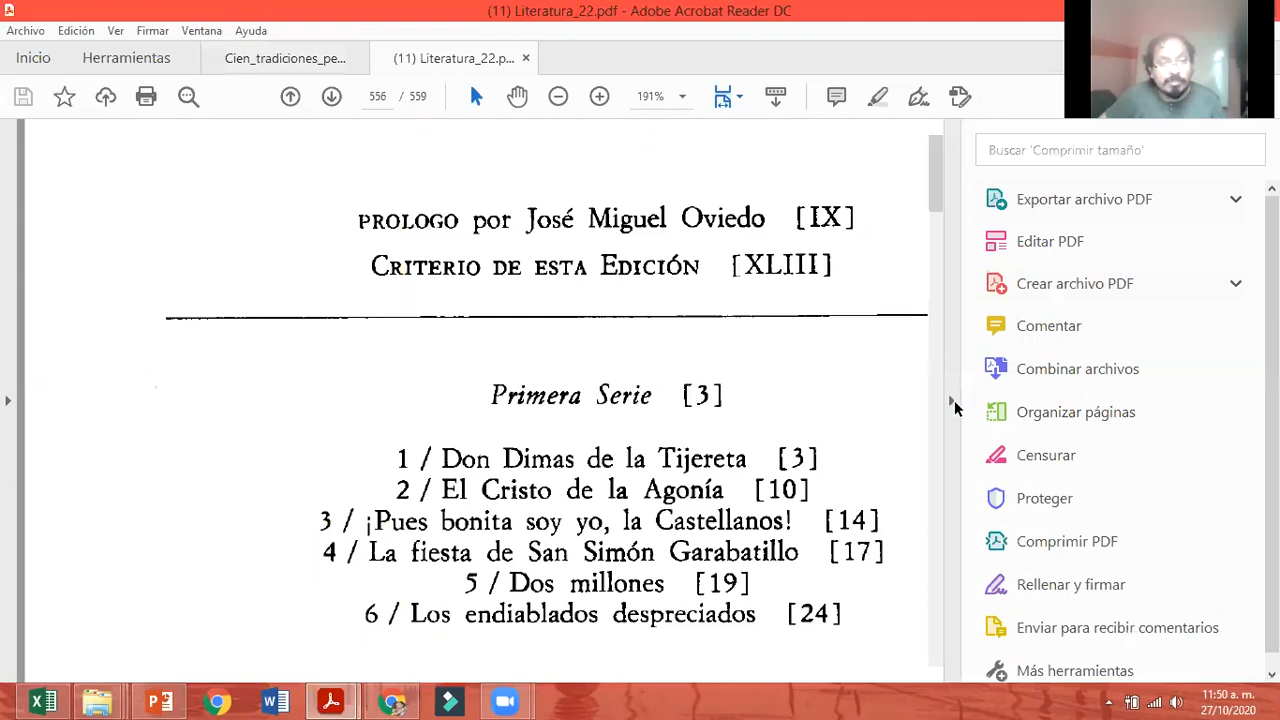 (11) Literatura_22.pdf - Adobe Acrobat Reader DC
Archivo Edición Ver Firmar Ventana Ayuda
Inicio Herramientas Cien_tradiciones_pe... (11) Literatura_22.p... ×
556 / 559 191%
Buscar 'Comprimir tamaño'
PROLOGO por José Miguel Oviedo [IX]
CRITERIO DE ESTA EDICIÓN [XLIII]
Primera Serie [3]
1 / Don Dimas de la Tijereta [3]
2 / El Cristo de la Agonía [10]
3 / ¡Pues bonita soy yo, la Castellanos! [14]
4 / La fiesta de San Simón Garabatillo [17]
5 / Dos millones [19]
6 / Los endiablados despreciados [24]
Exportar archivo PDF
Editar PDF
Crear archivo PDF
Comentar
Combinar archivos
Organizar páginas
Censurar
Proteger
Comprimir PDF
Rellenar y firmar
Enviar para recibir comentarios
Más herramientas
11:50 a. m.
27/10/2020